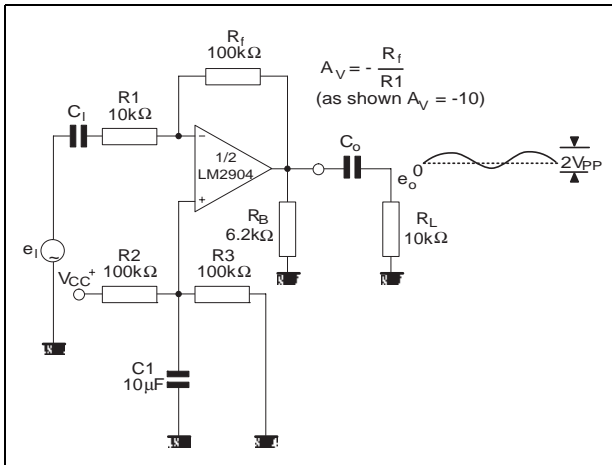 Rf
100kΩ
AV = - Rf
R1
(as shown AV = -10)
R1
10kΩ
CI
1/2
LM2904
Co
eo
0
2VPP
RB
6.2kΩ
RL
10kΩ
eI
VCC+
R2
100kΩ
R3
100kΩ
C1
10µF